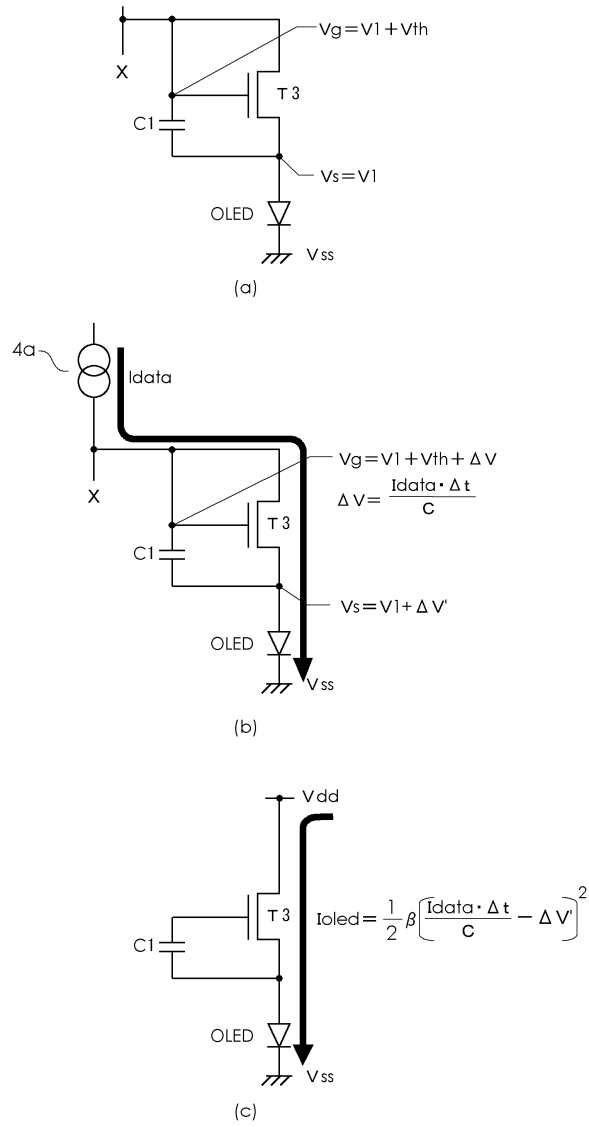 Vg=V1+Vth
X
T3
C1
Vs=V1
OLED
Vss
(a)
4a
Idata
Vg=V1+Vth+ΔV
X
ΔV= Idata・Δt / C
T3
C1
Vs=V1+ΔV'
OLED
Vss
(b)
Vdd
T3
Ioled= 1/2 β [Idata・Δt / C − ΔV']²
C1
OLED
Vss
(c)